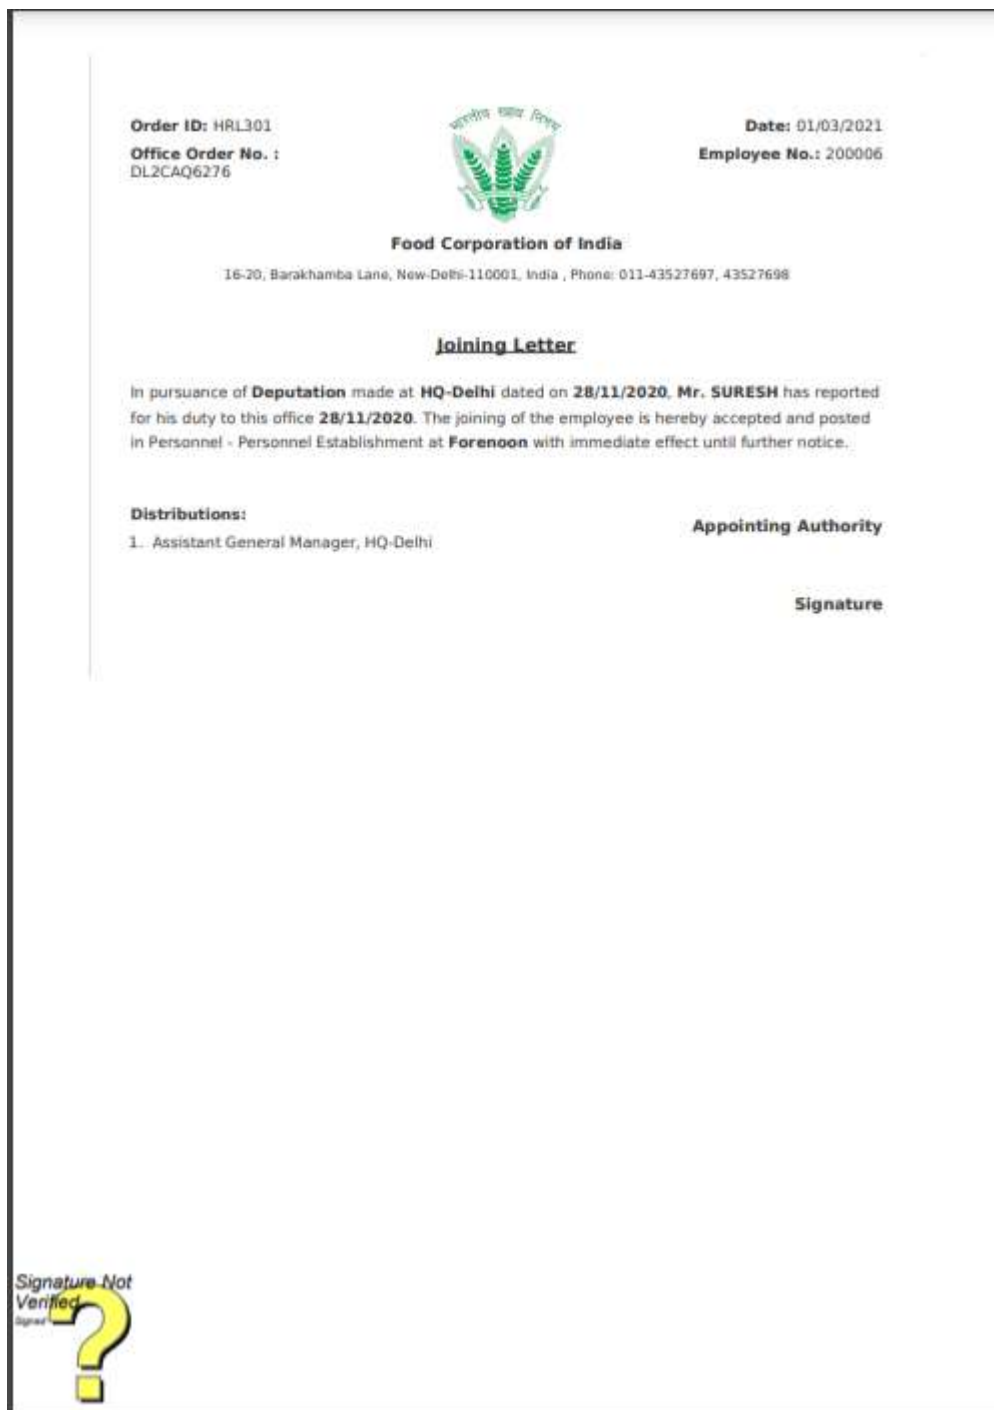 Order ID: HRL301
Office Order No. :
DL2CAQ6276
भारतीय खाद्य निगम
Date: 01/03/2021
Employee No.: 200006
Food Corporation of India
16-20, Barakhamba Lane, New-Delhi-110001, India , Phone: 011-43527697, 43527698
Joining Letter
In pursuance of Deputation made at HQ-Delhi dated on 28/11/2020, Mr. SURESH has reported
for his duty to this office 28/11/2020. The joining of the employee is hereby accepted and posted
in Personnel - Personnel Establishment at Forenoon with immediate effect until further notice.
Distributions:
1. Assistant General Manager, HQ-Delhi
Appointing Authority
Signature
Signature Not
Verified
Signed